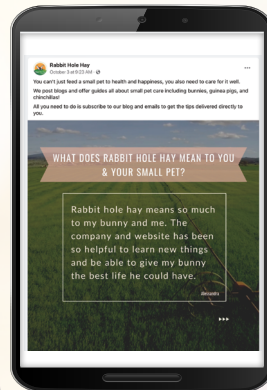 Rabbit Hole Hay
October 3 at 9:23 AM ·
You can't just feed a small pet to health and happiness, you also need to care for it well.
We post blogs and offer guides all about small pet care including bunnies, guinea pigs, and
chinchillas!
All you need to do is subscribe to our blog and emails to get the tips delivered directly to
you.
WHAT DOES RABBIT HOLE HAY MEAN TO YOU
& YOUR SMALL PET?
Rabbit hole hay means so much
to my bunny and me. The
company and website has been
so helpful to learn new things
and be able to give my bunny
the best life he could have.